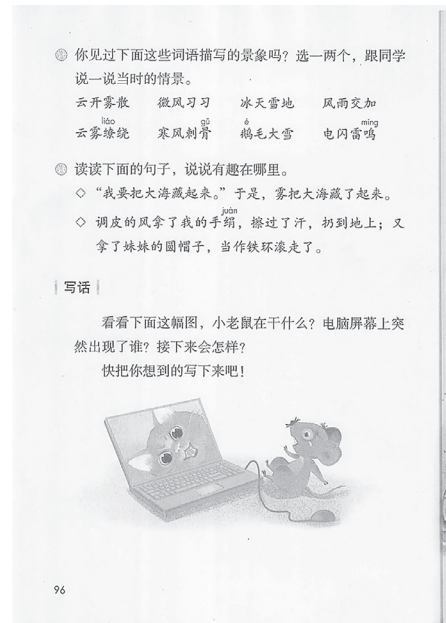 你见过下面这些词语描写的景象吗？选一两个，跟同学
说一说当时的情景。
云开雾散 微风习习 冰天雪地 风雨交加
liáo gǔ é míng
云雾缭绕 寒风刺骨 鹅毛大雪 电闪雷鸣
读读下面的句子，说说有趣在哪里。
◇ “我要把大海藏起来。”于是，雾把大海藏了起来。
juàn
◇ 调皮的风拿了我的手绢，擦过了汗，扔到地上；又
拿了妹妹的圆帽子，当作铁环滚走了。
写话
看看下面这幅图，小老鼠在干什么？电脑屏幕上突
然出现了谁？接下来会怎样？
快把你想到的写下来吧！
96